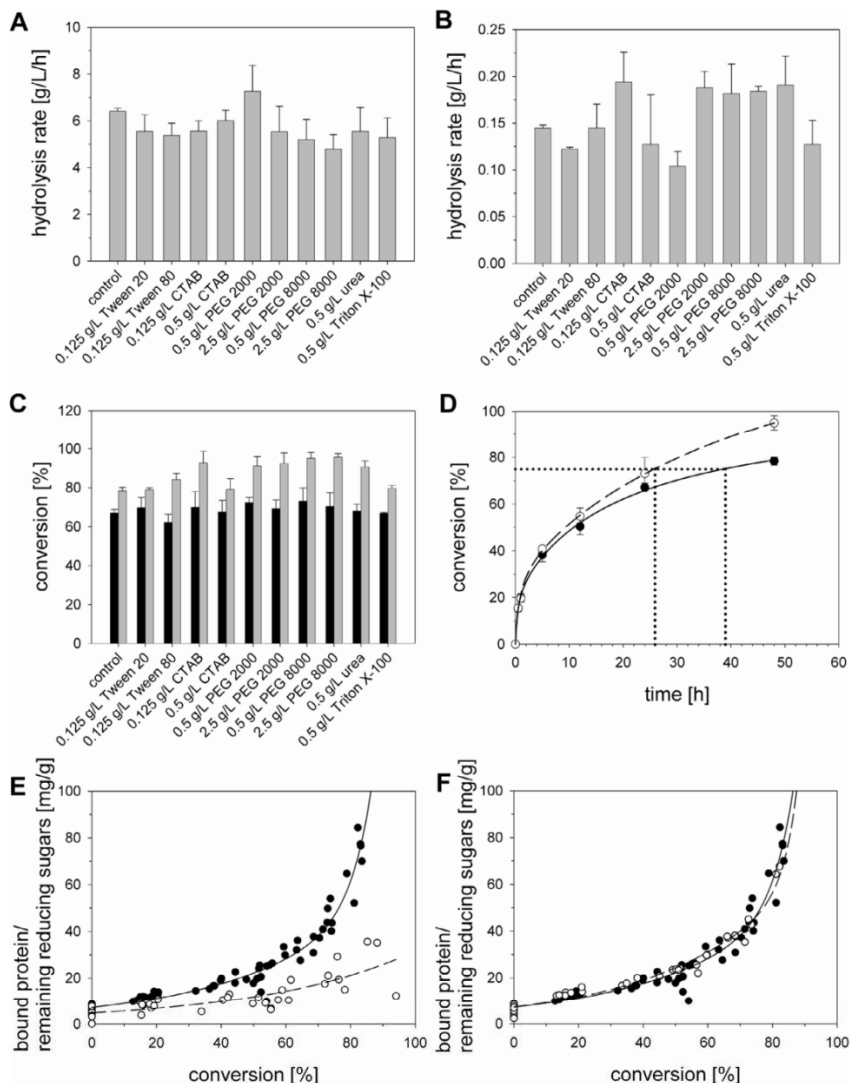 A
hydrolysis rate [g/L/h]
10
8
6
4
2
0
control
0.125 g/L Tween 20
0.125 g/L Tween 80
0.125 g/L CTAB
0.5 g/L CTAB
0.5 g/L PEG 2000
2.5 g/L PEG 2000
0.5 g/L PEG 8000
2.5 g/L PEG 8000
0.5 g/L urea
0.5 g/L Triton X-100
B
hydrolysis rate [g/L/h]
0.25
0.20
0.15
0.10
0.05
0.00
control
0.125 g/L Tween 20
0.125 g/L Tween 80
0.125 g/L CTAB
0.5 g/L CTAB
0.5 g/L PEG 2000
2.5 g/L PEG 2000
0.5 g/L PEG 8000
2.5 g/L PEG 8000
0.5 g/L urea
0.5 g/L Triton X-100
C
conversion [%]
120
100
80
60
40
20
0
control
0.125 g/L Tween 20
0.125 g/L Tween 80
0.125 g/L CTAB
0.5 g/L CTAB
0.5 g/L PEG 2000
2.5 g/L PEG 2000
0.5 g/L PEG 8000
2.5 g/L PEG 8000
0.5 g/L urea
0.5 g/L Triton X-100
D
conversion [%]
100
80
60
40
20
0
0 10 20 30 40 50 60
time [h]
E
bound protein/
remaining reducing sugars [mg/g]
100
80
60
40
20
0
0 20 40 60 80 100
conversion [%]
F
bound protein/
remaining reducing sugars [mg/g]
100
80
60
40
20
0
0 20 40 60 80 100
conversion [%]